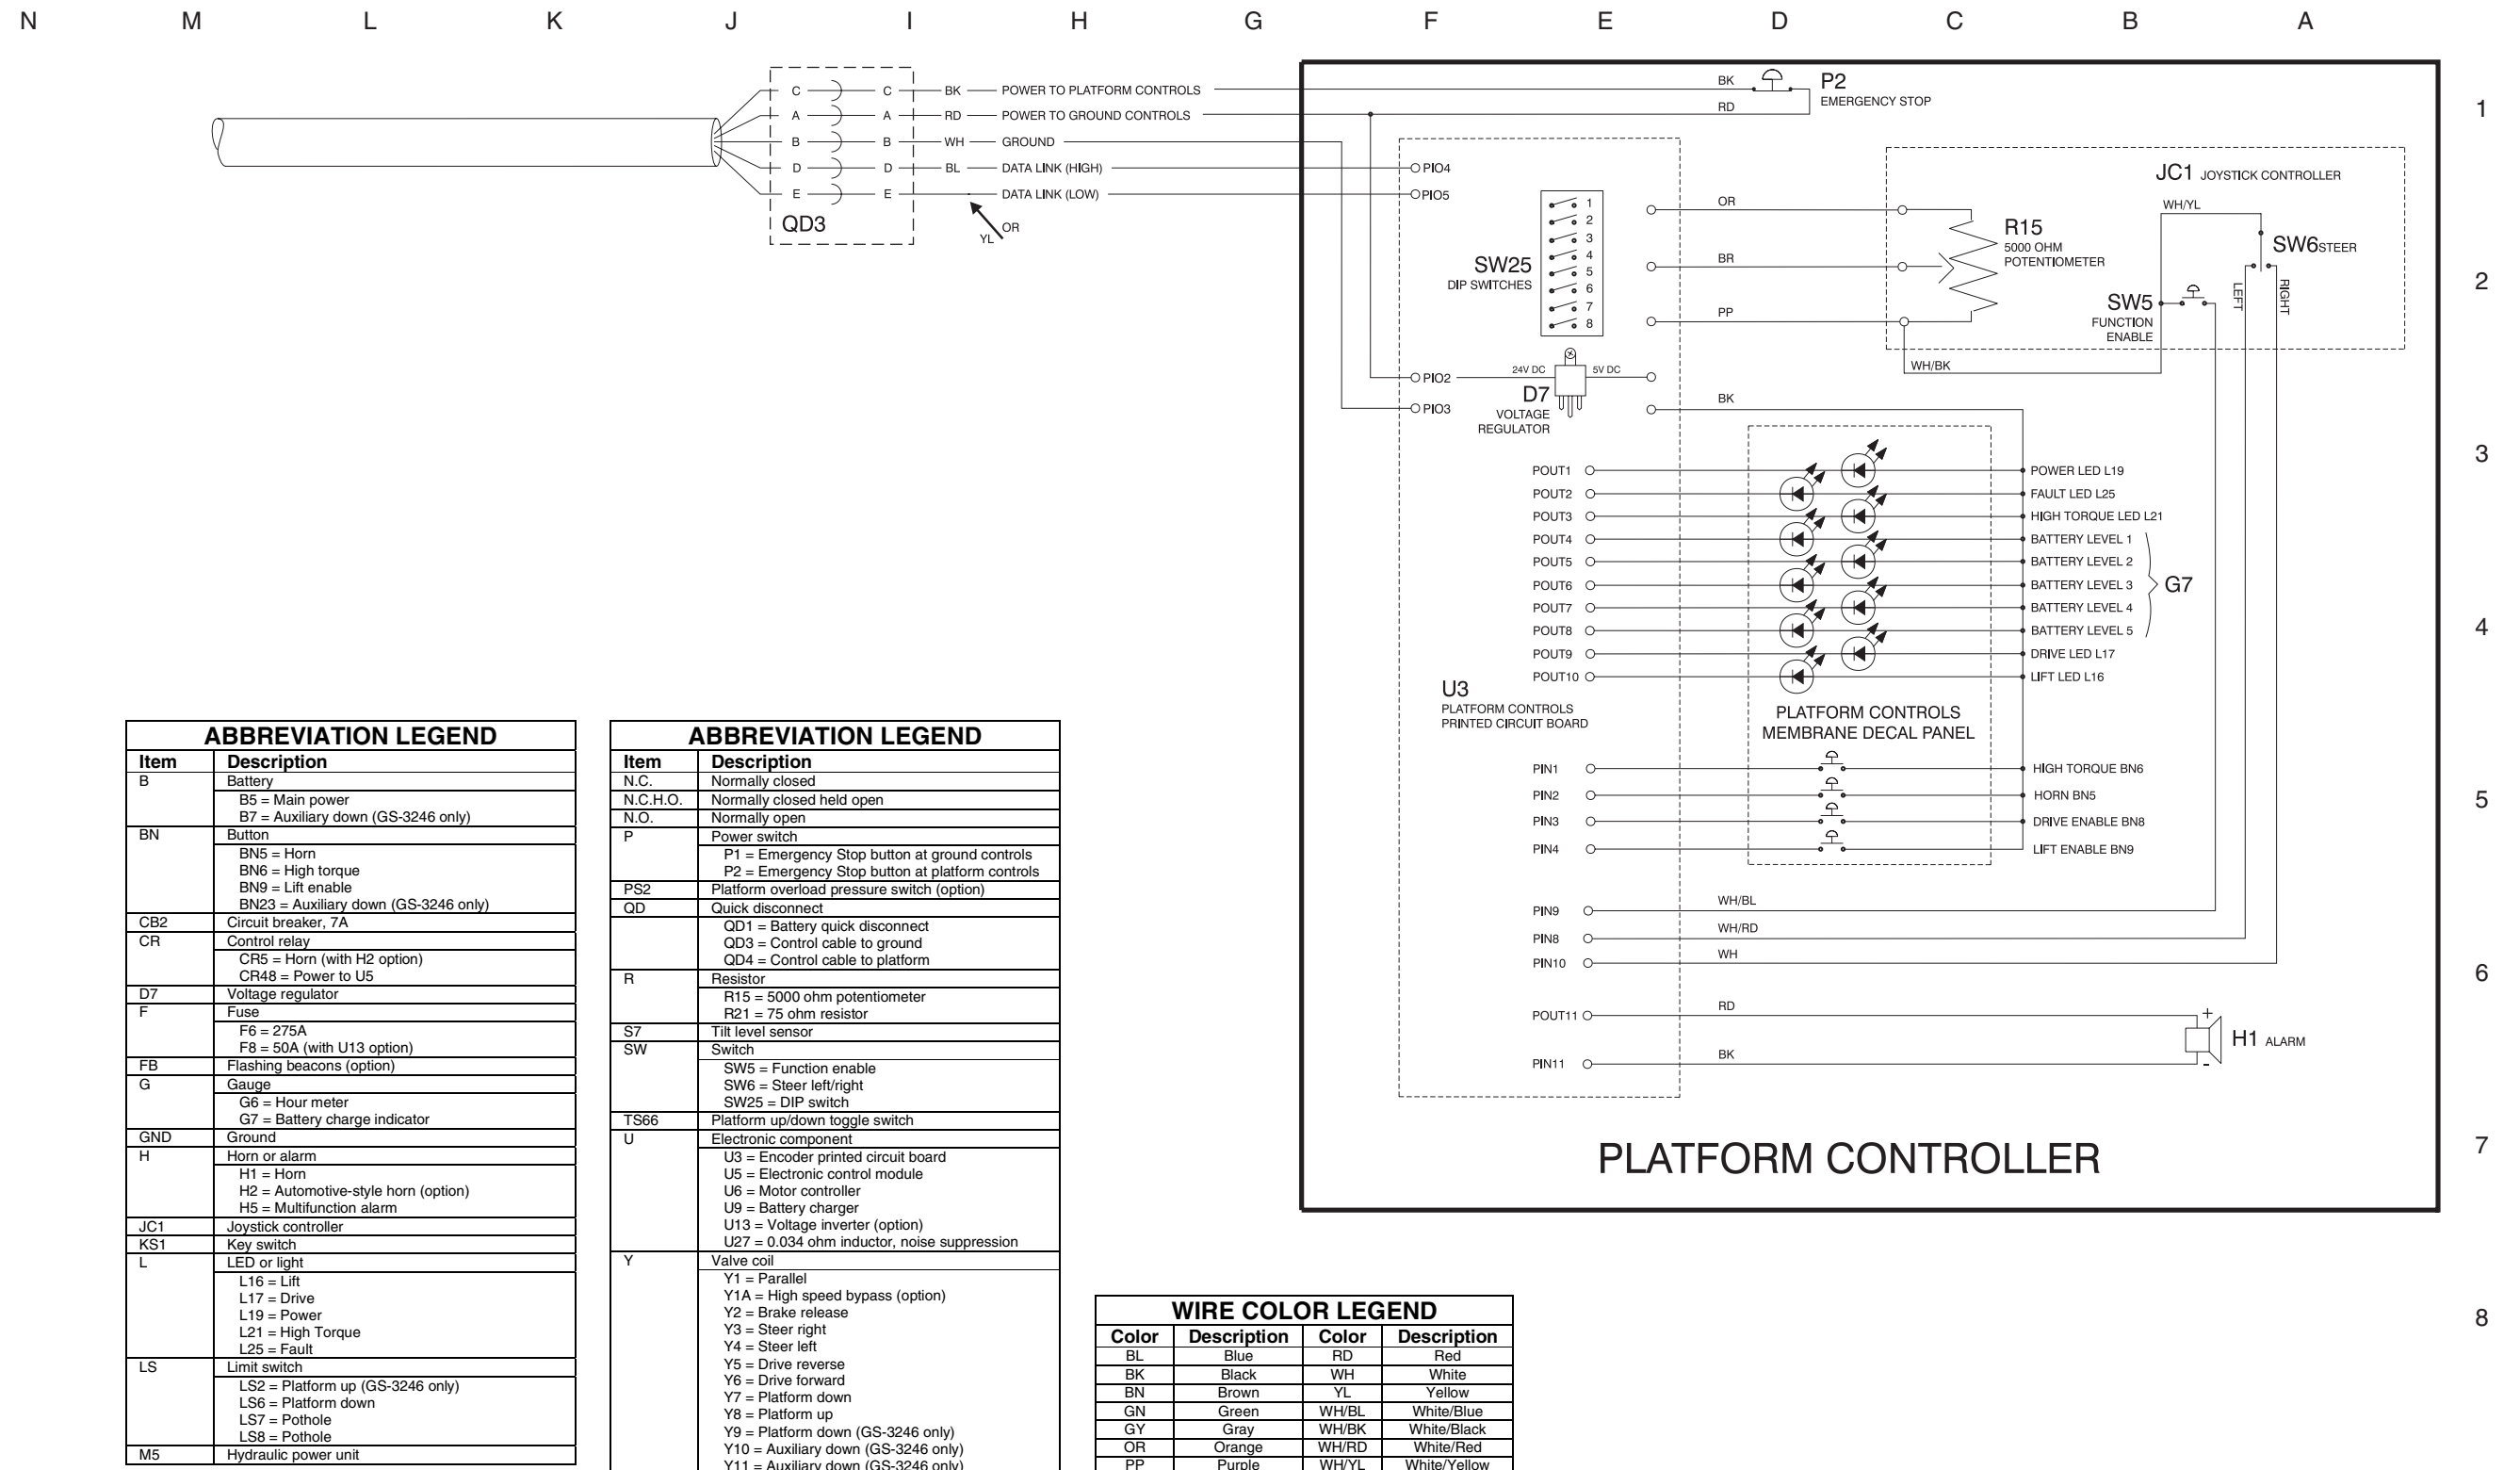 N M L K J I H G F E D C B A
1
2
3
4
5
6
7
8
C C BK POWER TO PLATFORM CONTROLS
A A RD POWER TO GROUND CONTROLS
B B WH GROUND
D D BL DATA LINK (HIGH)
E E DATA LINK (LOW)
QD3
YL OR
BK
RD
P2
EMERGENCY STOP
PIO4
PIO5
SW25
DIP SWITCHES
1
2
3
4
5
6
7
8
OR
BR
PP
JC1 JOYSTICK CONTROLLER
R15
5000 OHM
POTENTIOMETER
WH/YL
SW6 STEER
LEFT
RIGHT
SW5
FUNCTION
ENABLE
WH/BK
PIO2
24V DC
5V DC
PIO3
D7
VOLTAGE
REGULATOR
BK
POUT1 POWER LED L19
POUT2 FAULT LED L25
POUT3 HIGH TORQUE LED L21
POUT4 BATTERY LEVEL 1
POUT5 BATTERY LEVEL 2
POUT6 BATTERY LEVEL 3
G7
POUT7 BATTERY LEVEL 4
POUT8 BATTERY LEVEL 5
POUT9 DRIVE LED L17
POUT10 LIFT LED L16
U3
PLATFORM CONTROLS
PRINTED CIRCUIT BOARD
PLATFORM CONTROLS
MEMBRANE DECAL PANEL
PIN1 HIGH TORQUE BN6
PIN2 HORN BN5
PIN3 DRIVE ENABLE BN8
PIN4 LIFT ENABLE BN9
PIN9 WH/BL
PIN8 WH/RD
PIN10 WH
POUT11 RD
PIN11 BK
+
-
H1 ALARM
PLATFORM CONTROLLER
ABBREVIATION LEGEND
Item Description
B Battery
B5 = Main power
B7 = Auxiliary down (GS-3246 only)
BN Button
BN5 = Horn
BN6 = High torque
BN9 = Lift enable
BN23 = Auxiliary down (GS-3246 only)
CB2 Circuit breaker, 7A
CR Control relay
CR5 = Horn (with H2 option)
CR48 = Power to U5
D7 Voltage regulator
F Fuse
F6 = 275A
F8 = 50A (with U13 option)
FB Flashing beacons (option)
G Gauge
G6 = Hour meter
G7 = Battery charge indicator
GND Ground
H Horn or alarm
H1 = Horn
H2 = Automotive-style horn (option)
H5 = Multifunction alarm
JC1 Joystick controller
KS1 Key switch
L LED or light
L16 = Lift
L17 = Drive
L19 = Power
L21 = High Torque
L25 = Fault
LS Limit switch
LS2 = Platform up (GS-3246 only)
LS6 = Platform down
LS7 = Pothole
LS8 = Pothole
M5 Hydraulic power unit
ABBREVIATION LEGEND
Item Description
N.C. Normally closed
N.C.H.O. Normally closed held open
N.O. Normally open
P Power switch
P1 = Emergency Stop button at ground controls
P2 = Emergency Stop button at platform controls
PS2 Platform overload pressure switch (option)
QD Quick disconnect
QD1 = Battery quick disconnect
QD3 = Control cable to ground
QD4 = Control cable to platform
R Resistor
R15 = 5000 ohm potentiometer
R21 = 75 ohm resistor
S7 Tilt level sensor
SW Switch
SW5 = Function enable
SW6 = Steer left/right
SW25 = DIP switch
TS66 Platform up/down toggle switch
U Electronic component
U3 = Encoder printed circuit board
U5 = Electronic control module
U6 = Motor controller
U9 = Battery charger
U13 = Voltage inverter (option)
U27 = 0.034 ohm inductor, noise suppression
Y Valve coil
Y1 = Parallel
Y1A = High speed bypass (option)
Y2 = Brake release
Y3 = Steer right
Y4 = Steer left
Y5 = Drive reverse
Y6 = Drive forward
Y7 = Platform down
Y8 = Platform up
Y9 = Platform down (GS-3246 only)
Y10 = Auxiliary down (GS-3246 only)
Y11 = Auxiliary down (GS-3246 only)
WIRE COLOR LEGEND
Color Description Color Description
BL Blue RD Red
BK Black WH White
BN Brown YL Yellow
GN Green WH/BL White/Blue
GY Gray WH/BK White/Black
OR Orange WH/RD White/Red
PP Purple WH/YL White/Yellow